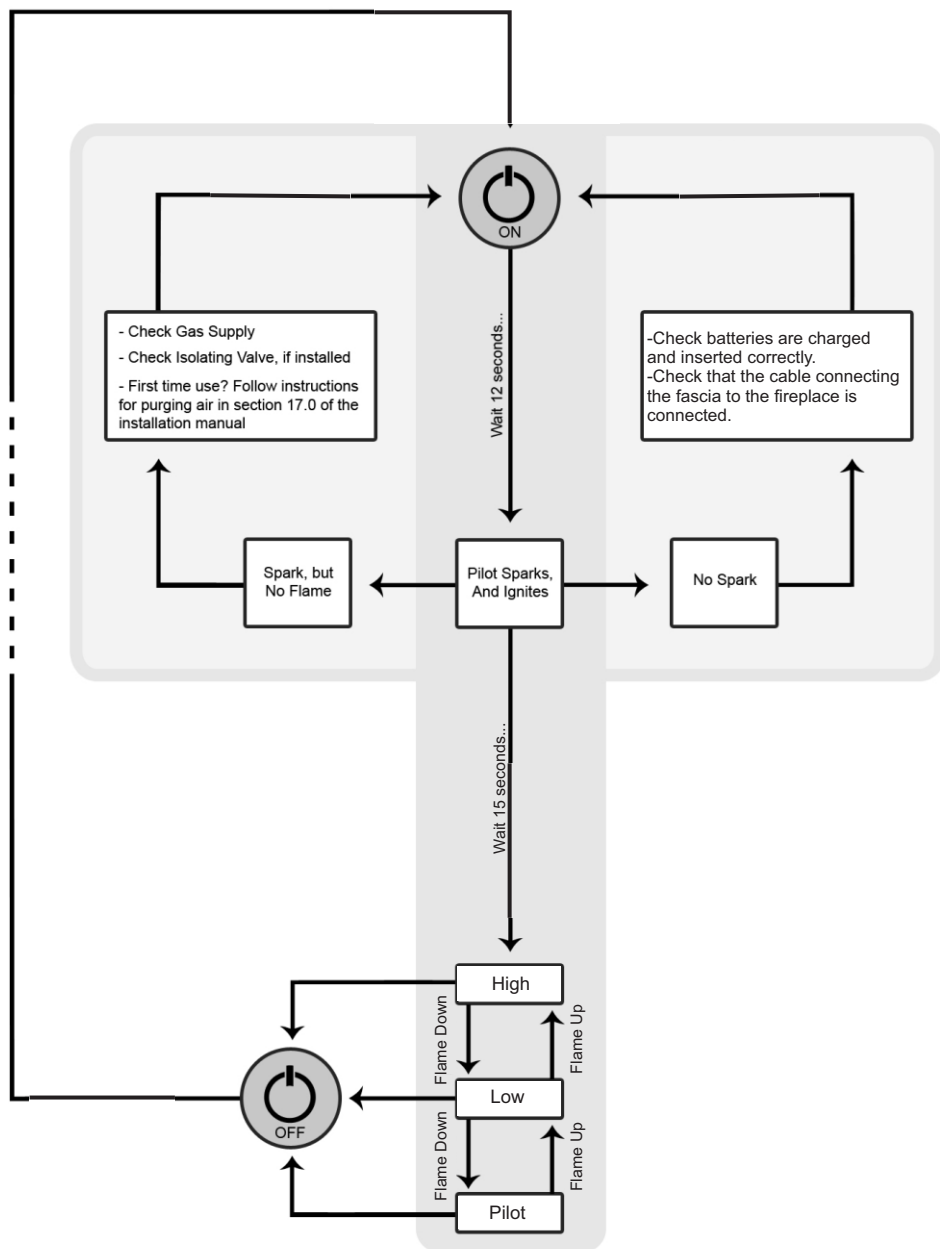 ON
Wait 12 seconds...
- Check Gas Supply
- Check Isolating Valve, if installed
- First time use? Follow instructions
for purging air in section 17.0 of the
installation manual
-Check batteries are charged
and inserted correctly.
-Check that the cable connecting
the fascia to the fireplace is
connected.
Spark, but
No Flame
Pilot Sparks,
And Ignites
No Spark
Wait 15 seconds...
High
Flame Down
Flame Up
Low
OFF
Flame Down
Flame Up
Pilot